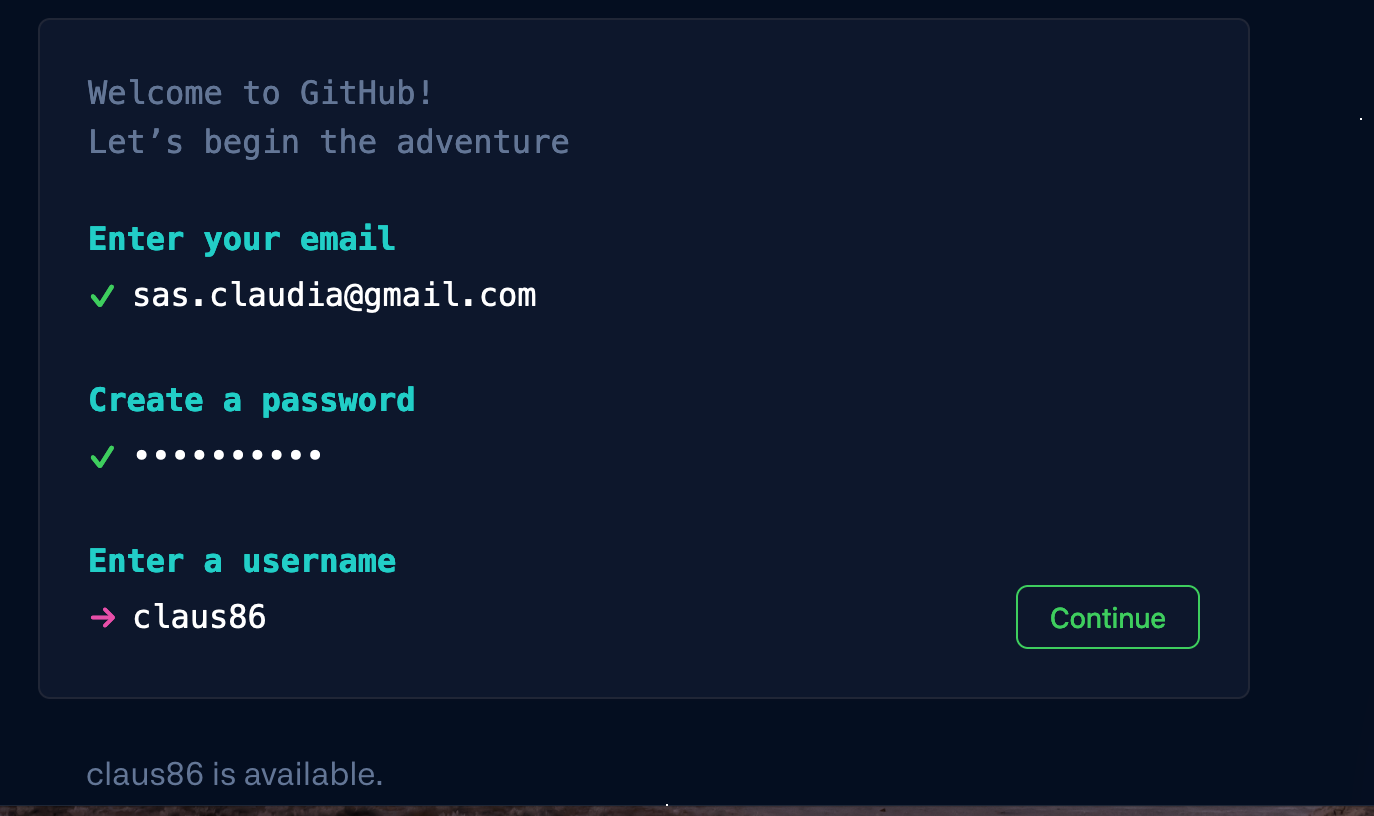 Welcome to GitHub!
Let’s begin the adventure
Enter your email
✓ sas.claudia@gmail.com
Create a password
✓ ••••••••••
Enter a username
→ claus86
Continue
claus86 is available.